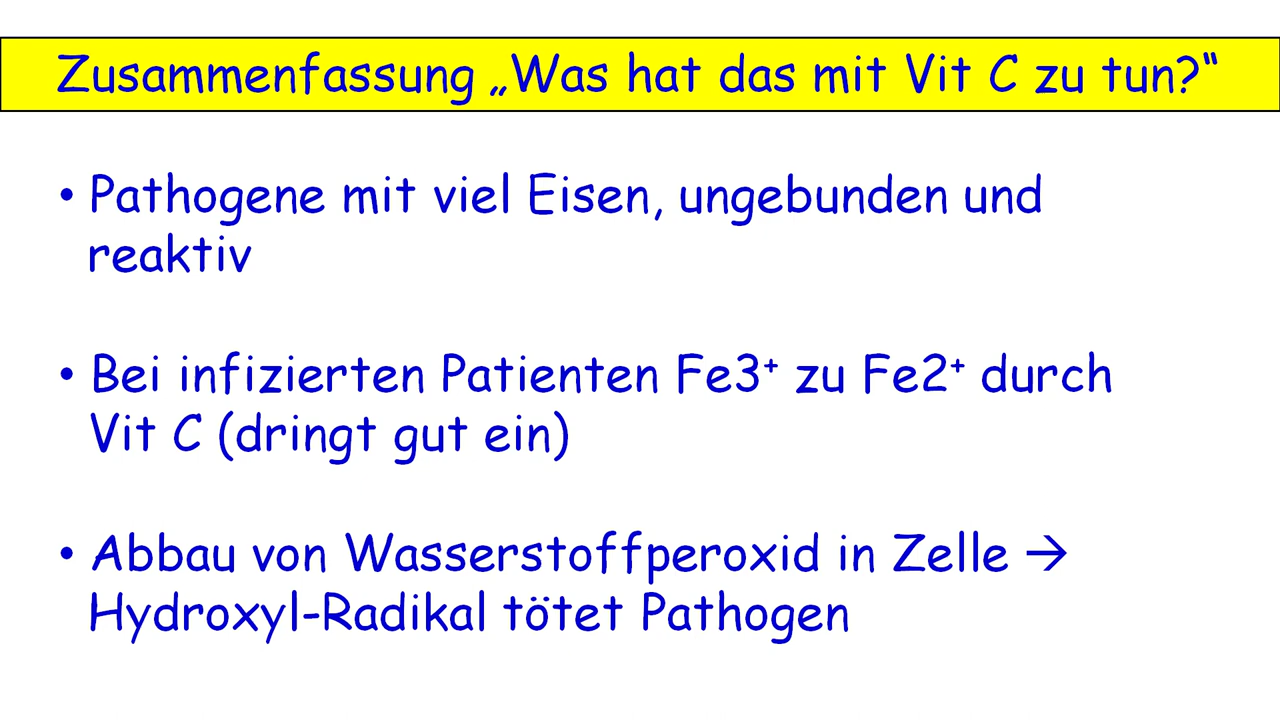 Zusammenfassung „Was hat das mit Vit C zu tun?“
• Pathogene mit viel Eisen, ungebunden und
reaktiv
• Bei infizierten Patienten Fe3⁺ zu Fe2⁺ durch
Vit C (dringt gut ein)
• Abbau von Wasserstoffperoxid in Zelle →
Hydroxyl-Radikal tötet Pathogen